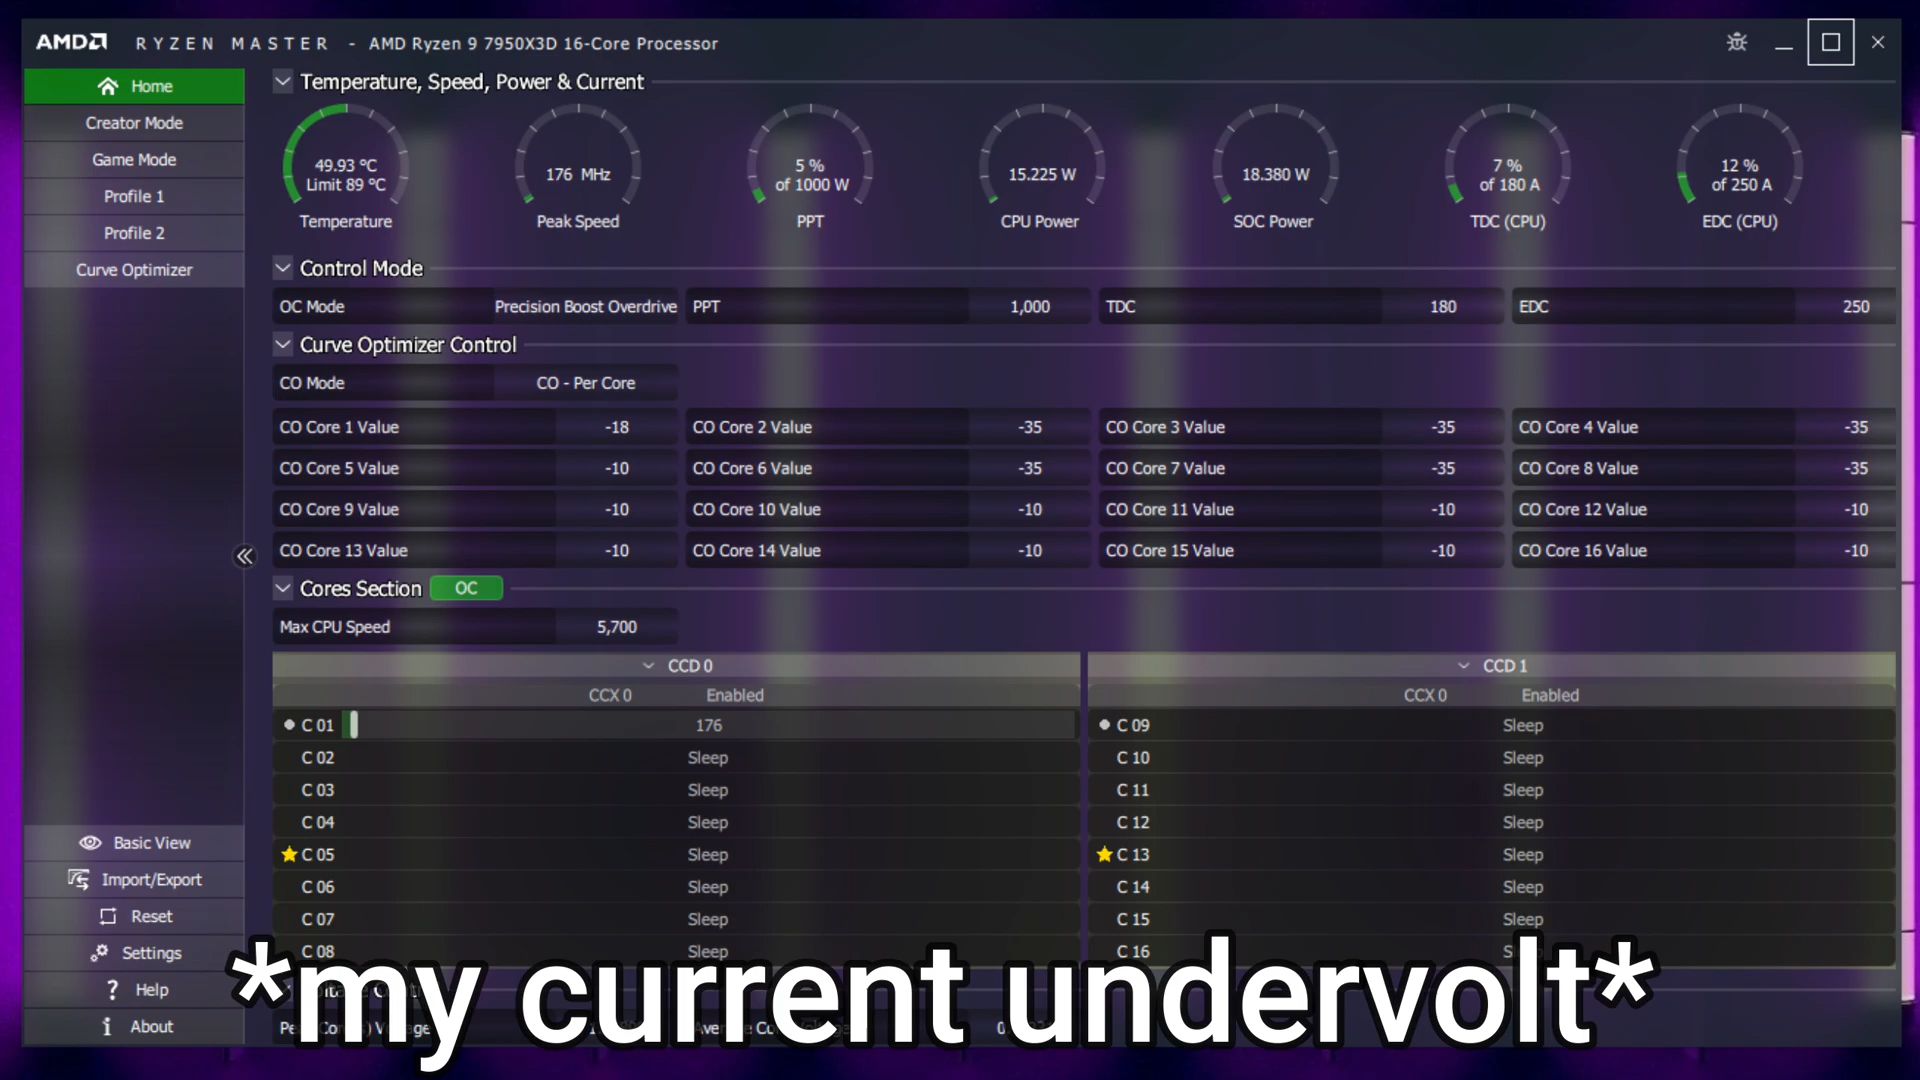 AMD RYZEN MASTER - AMD Ryzen 9 7950X3D 16-Core Processor
Home
Creator Mode
Game Mode
Profile 1
Profile 2
Curve Optimizer
Basic View
Import/Export
Reset
Settings
Help
About
Temperature, Speed, Power & Current
49.93 °C
Limit 89 °C
Temperature
176 MHz
Peak Speed
5 %
of 1000 W
PPT
15.225 W
CPU Power
18.380 W
SOC Power
7 %
of 180 A
TDC (CPU)
12 %
of 250 A
EDC (CPU)
Control Mode
OC Mode Precision Boost Overdrive PPT 1,000 TDC 180 EDC 250
Curve Optimizer Control
CO Mode CO - Per Core
CO Core 1 Value -18 CO Core 2 Value -35 CO Core 3 Value -35 CO Core 4 Value -35
CO Core 5 Value -10 CO Core 6 Value -35 CO Core 7 Value -35 CO Core 8 Value -35
CO Core 9 Value -10 CO Core 10 Value -10 CO Core 11 Value -10 CO Core 12 Value -10
CO Core 13 Value -10 CO Core 14 Value -10 CO Core 15 Value -10 CO Core 16 Value -10
Cores Section OC
Max CPU Speed 5,700
CCD 0 CCD 1
CCX 0 Enabled CCX 0 Enabled
C 01 176 C 09 Sleep
C 02 Sleep C 10 Sleep
C 03 Sleep C 11 Sleep
C 04 Sleep C 12 Sleep
C 05 Sleep C 13 Sleep
C 06 Sleep C 14 Sleep
C 07 Sleep C 15 Sleep
C 08 Sleep C 16
*my current undervolt*